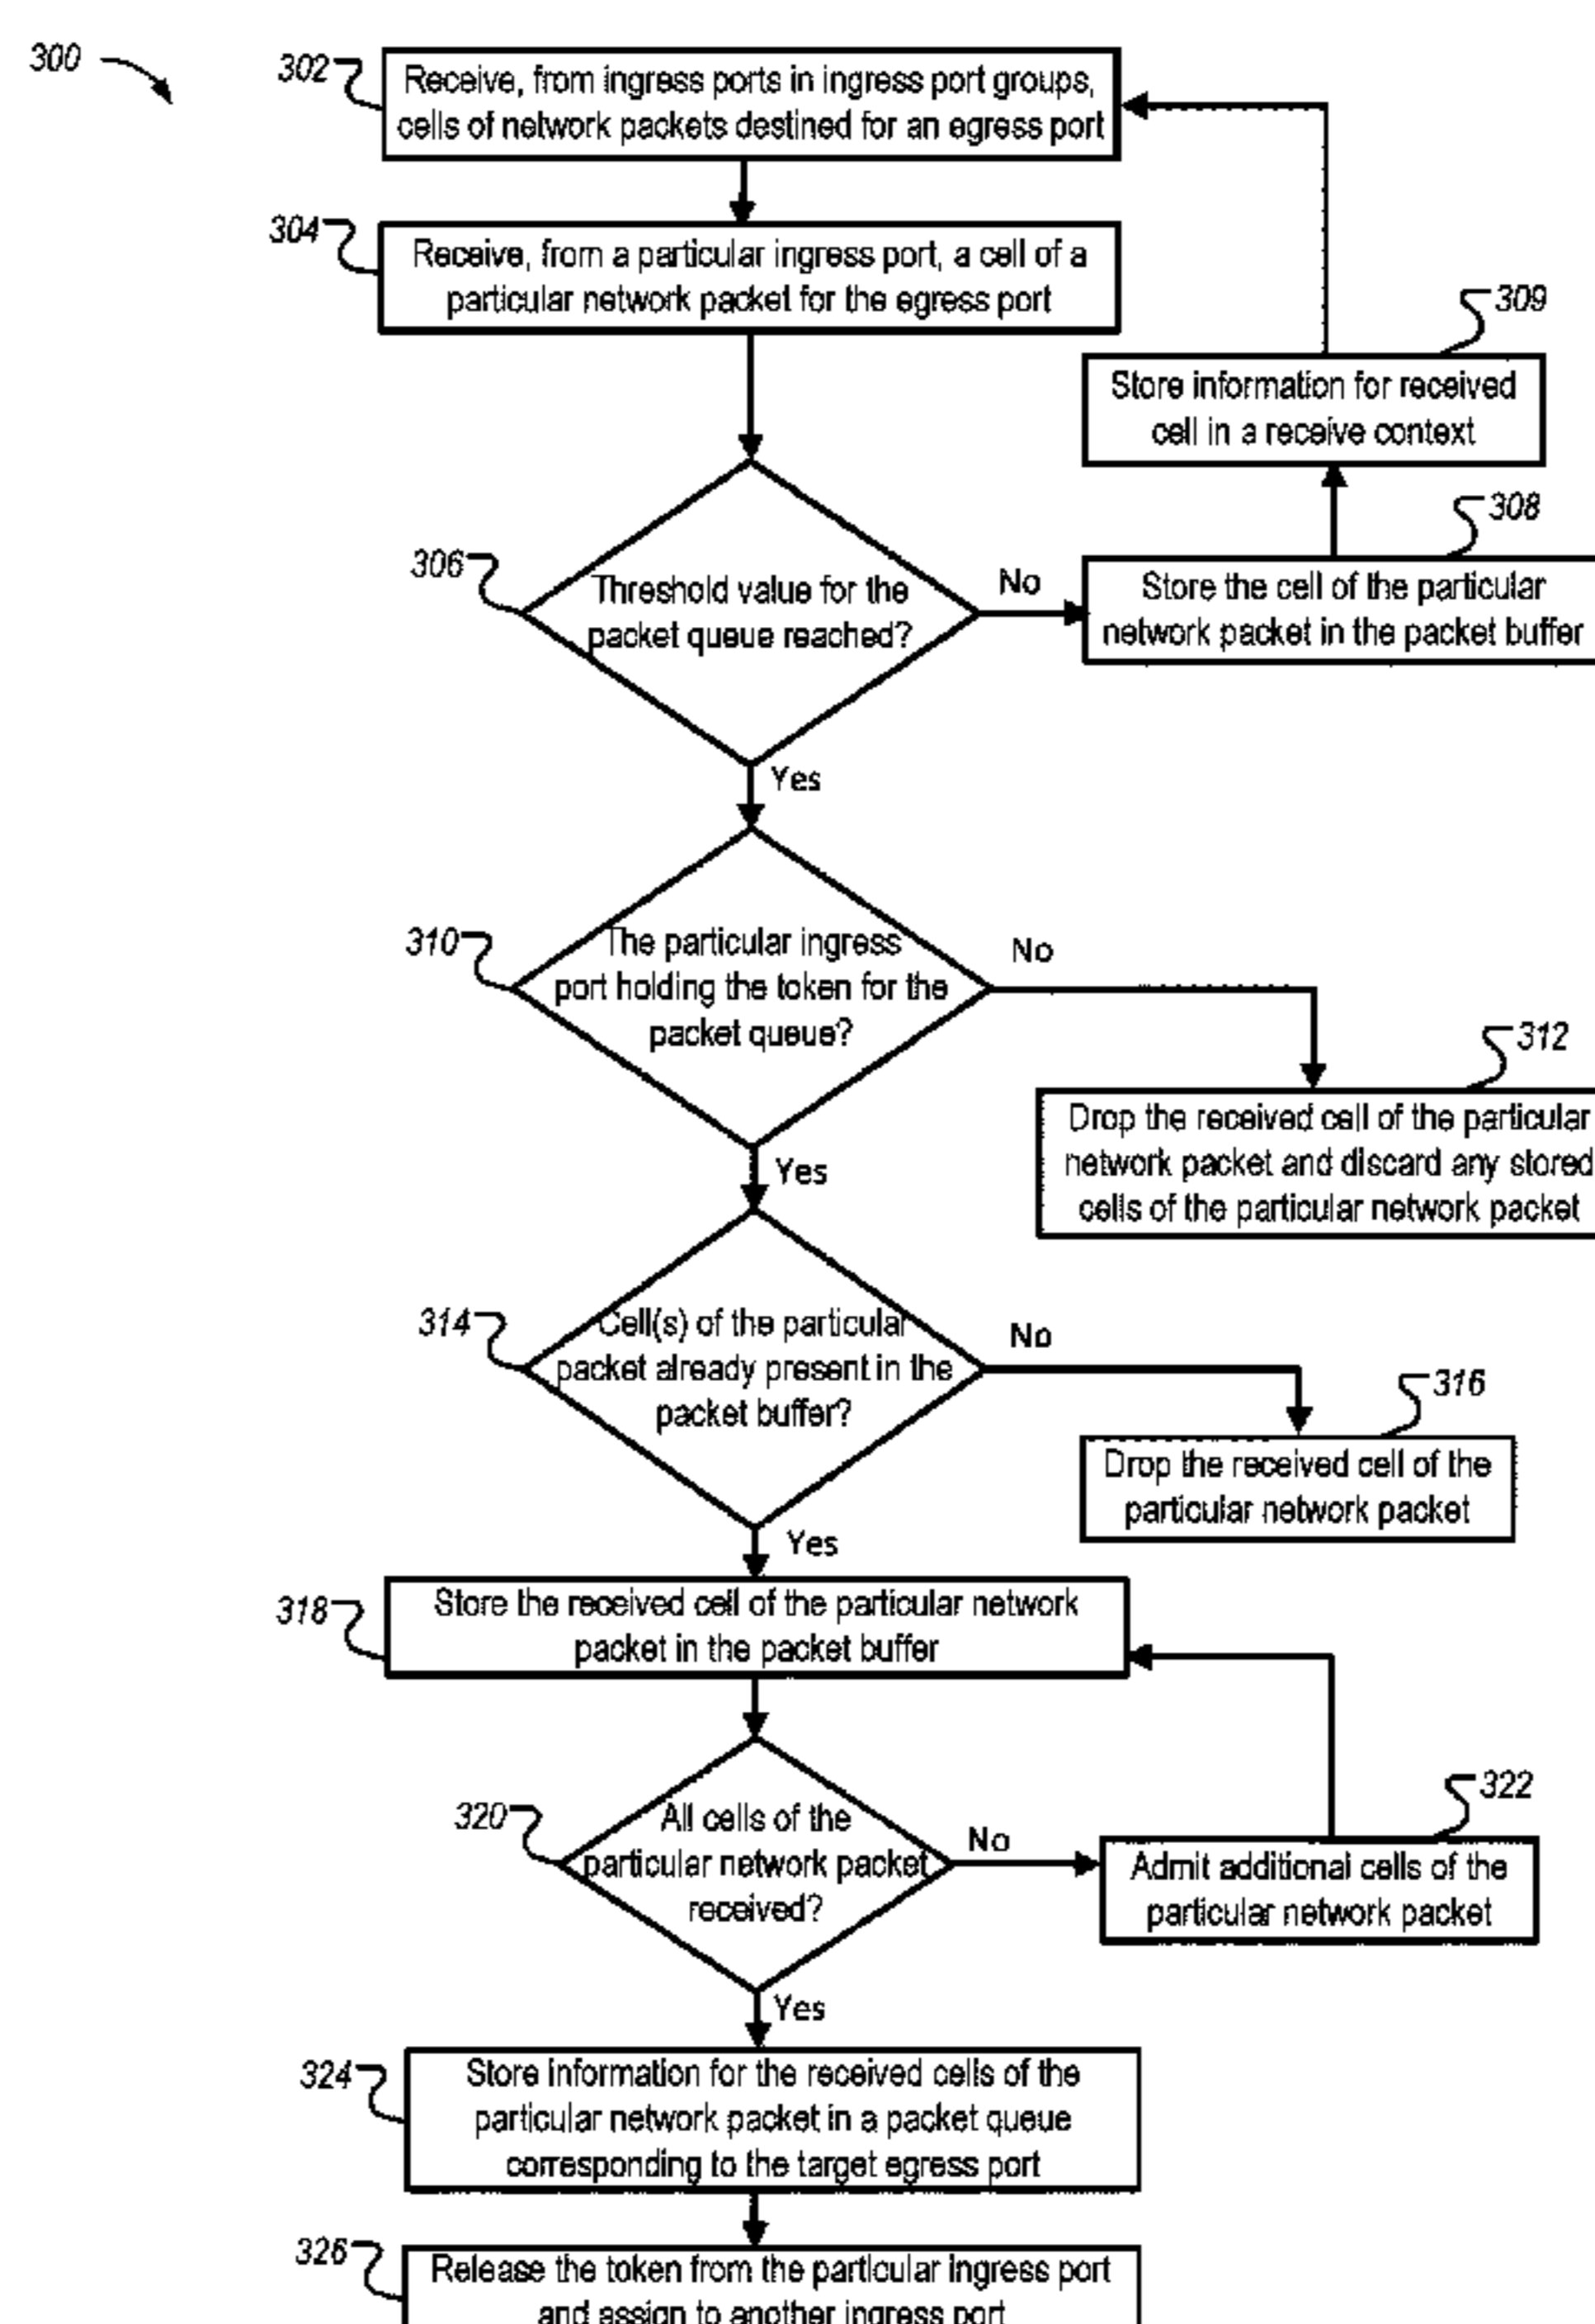 300
302
Receive, from ingress ports in ingress port groups,
cells of network packets destined for an egress port
304
Receive, from a particular ingress port, a cell of a
particular network packet for the egress port
309
Store information for received
cell in a receive context
308
Store the cell of the particular
network packet in the packet buffer
306
Threshold value for the
packet queue reached?
No
Yes
310
The particular ingress
port holding the token for the
packet queue?
No
312
Drop the received cell of the particular
network packet and discard any stored
cells of the particular network packet
Yes
314
Cell(s) of the particular
packet already present in the
packet buffer?
No
316
Drop the received cell of the
particular network packet
Yes
318
Store the received cell of the particular network
packet in the packet buffer
320
All cells of the
particular network packet
received?
No
322
Admit additional cells of the
particular network packet
Yes
324
Store information for the received cells of the
particular network packet in a packet queue
corresponding to the target egress port
326
Release the token from the particular ingress port
and assign to another ingress port